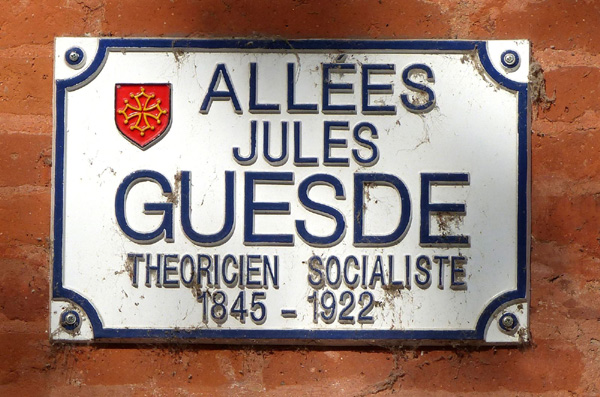 ALLÉES
JULES
GUESDE
THEORICIEN SOCIALISTE
1845 - 1922